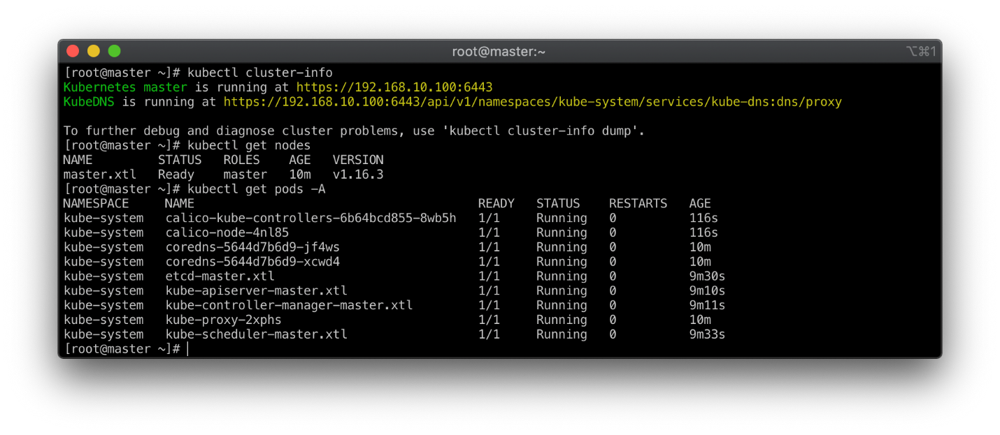 root@master:~
⌥⌘1
[root@master ~]# kubectl cluster-info
Kubernetes master is running at https://192.168.10.100:6443
KubeDNS is running at https://192.168.10.100:6443/api/v1/namespaces/kube-system/services/kube-dns:dns/proxy
To further debug and diagnose cluster problems, use 'kubectl cluster-info dump'.
[root@master ~]# kubectl get nodes
NAME STATUS ROLES AGE VERSION
master.xtl Ready master 10m v1.16.3
[root@master ~]# kubectl get pods -A
NAMESPACE NAME READY STATUS RESTARTS AGE
kube-system calico-kube-controllers-6b64bcd855-8wb5h 1/1 Running 0 116s
kube-system calico-node-4nl85 1/1 Running 0 116s
kube-system coredns-5644d7b6d9-jf4ws 1/1 Running 0 10m
kube-system coredns-5644d7b6d9-xcwd4 1/1 Running 0 10m
kube-system etcd-master.xtl 1/1 Running 0 9m30s
kube-system kube-apiserver-master.xtl 1/1 Running 0 9m10s
kube-system kube-controller-manager-master.xtl 1/1 Running 0 9m11s
kube-system kube-proxy-2xphs 1/1 Running 0 10m
kube-system kube-scheduler-master.xtl 1/1 Running 0 9m33s
[root@master ~]#